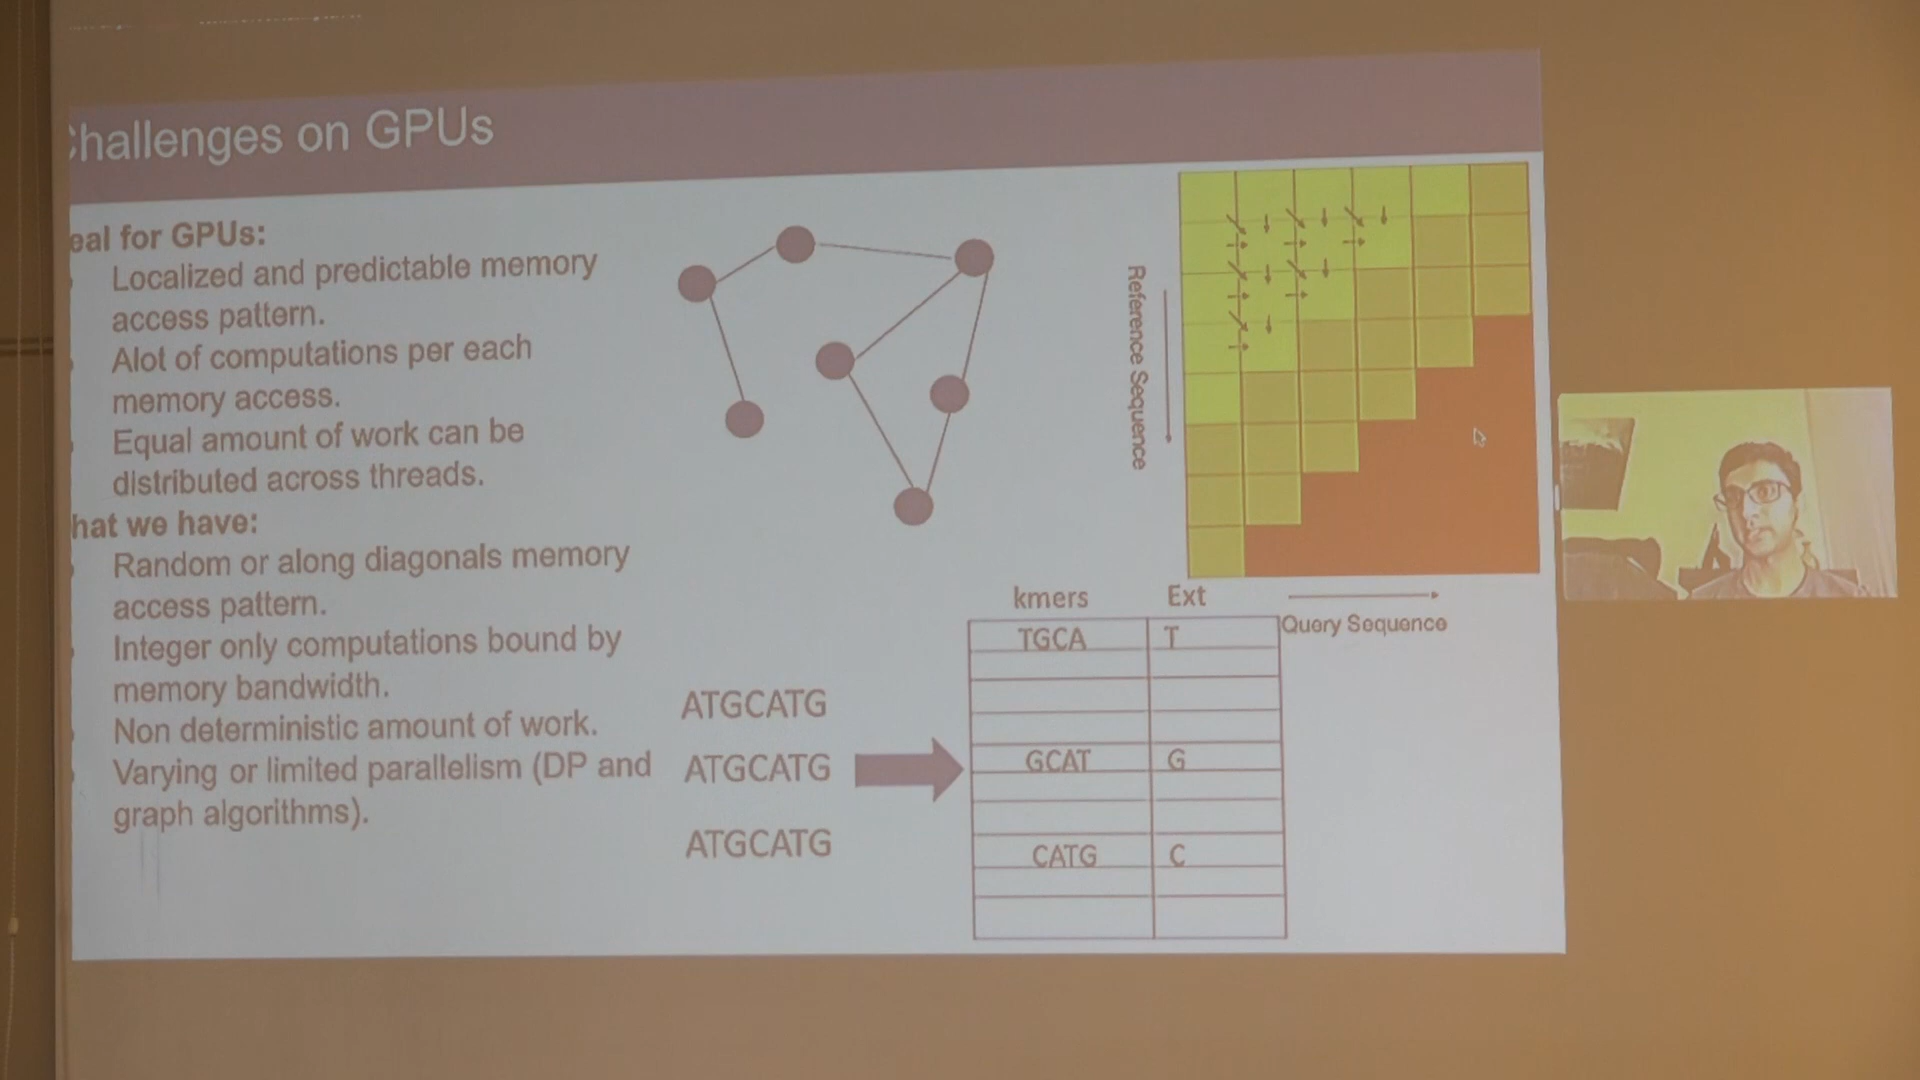 Challenges on GPUs
eal for GPUs:
Localized and predictable memory
access pattern.
Alot of computations per each
memory access.
Equal amount of work can be
distributed across threads.
hat we have:
Random or along diagonals memory
access pattern.
Integer only computations bound by
memory bandwidth.
Non deterministic amount of work.
Varying or limited parallelism (DP and
graph algorithms).
ATGCATG
ATGCATG
ATGCATG
Reference Sequence
Query Sequence
kmers Ext
TGCA T
GCAT G
CATG C